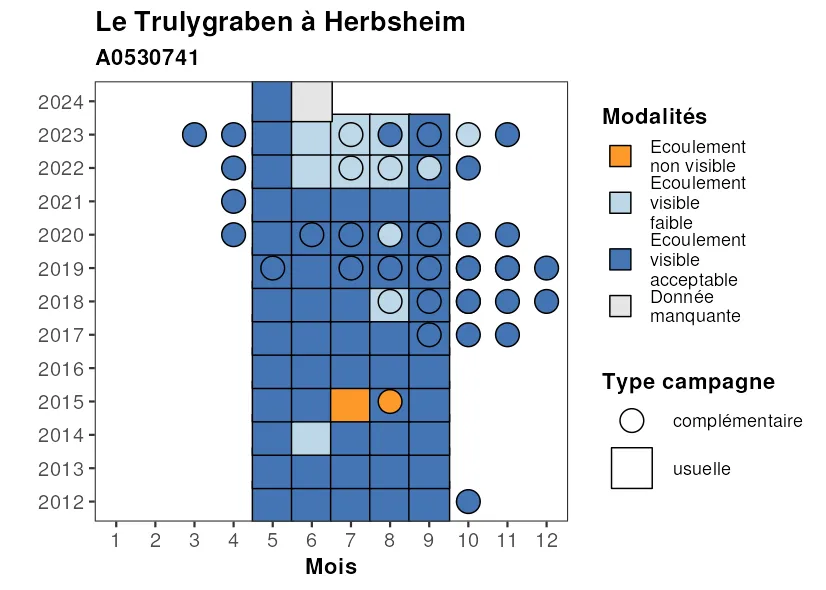 Le Trulygraben à Herbsheim
A0530741
2024
2023
2022
2021
2020
2019
2018
2017
2016
2015
2014
2013
2012
1 2 3 4 5 6 7 8 9 10 11 12
Mois
Modalités
Ecoulement
non visible
Ecoulement
visible
faible
Ecoulement
visible
acceptable
Donnée
manquante
Type campagne
complémentaire
usuelle